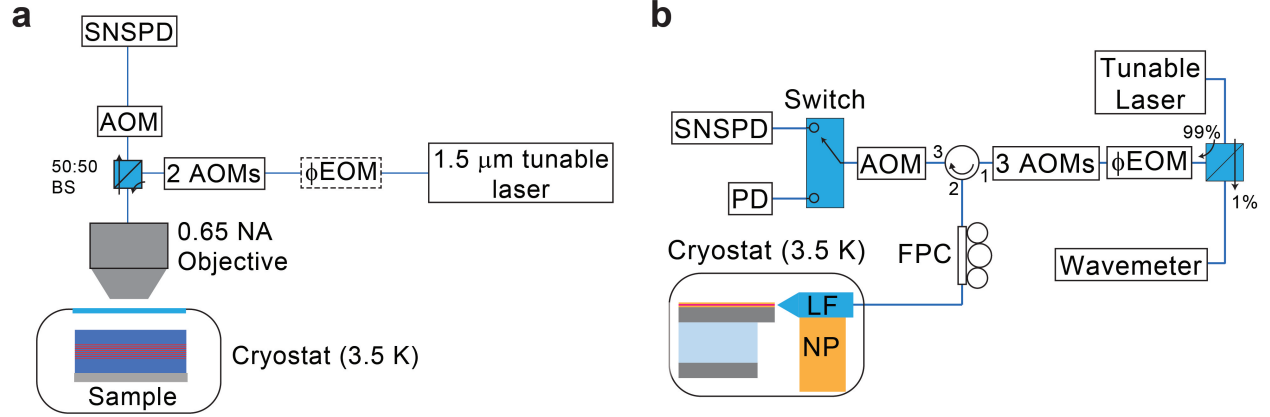 a
SNSPD
AOM
50:50
BS
2 AOMs
ϕEOM
1.5 μm tunable
laser
0.65 NA
Objective
Cryostat (3.5 K)
Sample
b
Tunable
Laser
Switch
SNSPD
PD
AOM
3
1
2
3 AOMs
ϕEOM
99%
1%
Wavemeter
FPC
Cryostat (3.5 K)
LF
NP